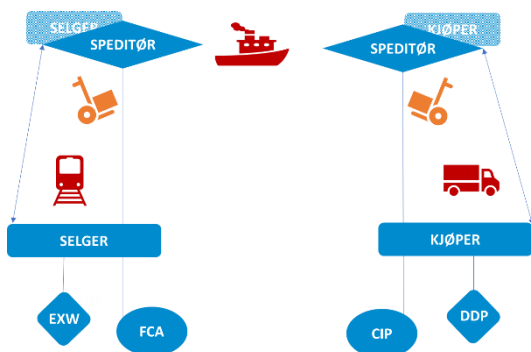 SELGER
KJØPER
SPEDITØR
SPEDITØR
SELGER
KJØPER
EXW
FCA
CIP
DDP